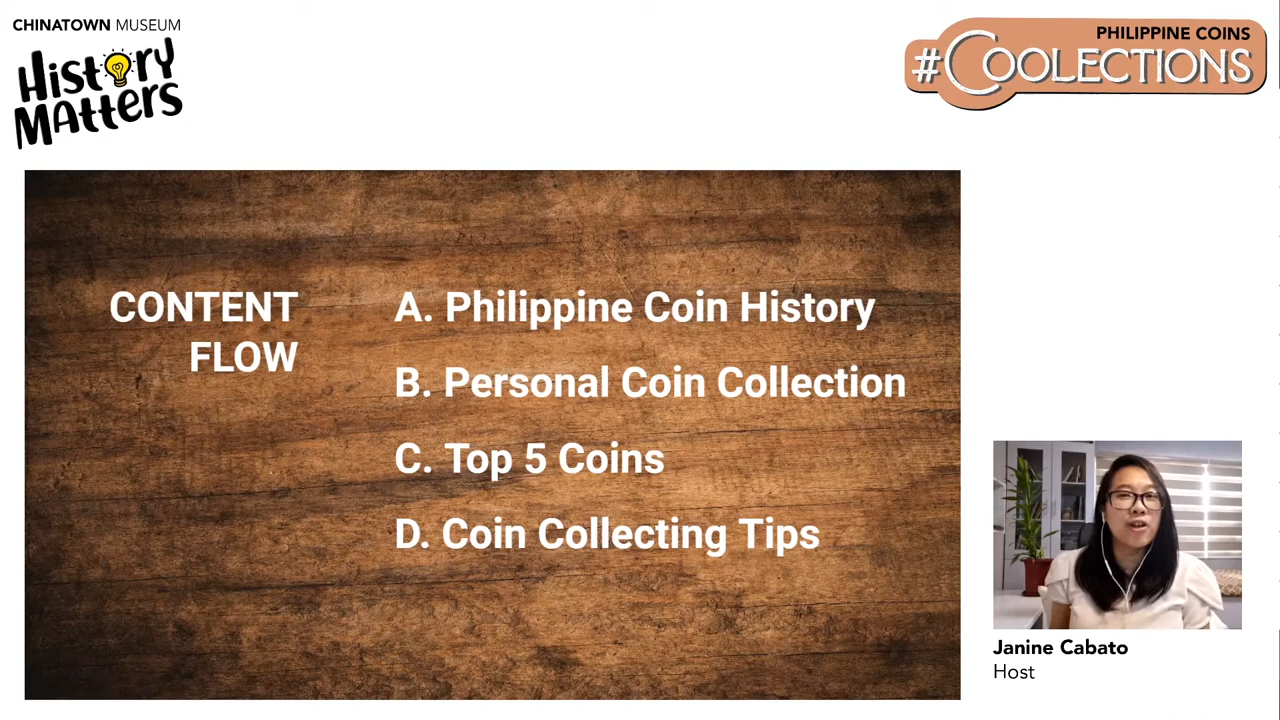 CHINATOWN MUSEUM
History
Matters
PHILIPPINE COINS
#COOLECTIONS
CONTENT
FLOW
A. Philippine Coin History
B. Personal Coin Collection
C. Top 5 Coins
D. Coin Collecting Tips
Janine Cabato
Host